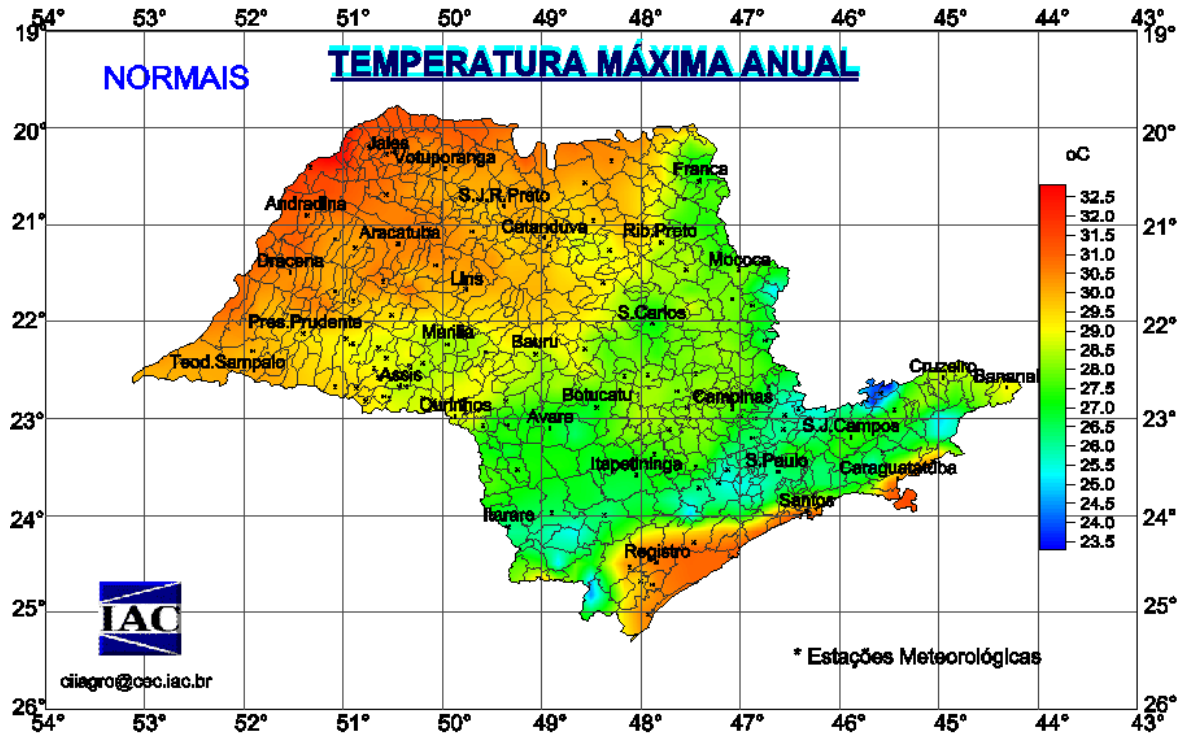 54° 53° 52° 51° 50° 49° 48° 47° 46° 45° 44° 43°
19° 19°
TEMPERATURA MÁXIMA ANUAL
NORMAIS
20° 20°
Jales
Votuporanga
oC
Franca
S.J.R.Preto
32.5
Andradina
32.0
21° 21°
Catanduva
Rib.Preto
Aracatuba
31.5
31.0
Dracena
Mococa
30.5
Lins
30.0
29.5
22° 22°
S.Carlos
Pres.Prudente
Marilia
29.0
Bauru
28.5
Teod.Sampaio
Cruzeiro
28.0
Assis
Bananal
27.5
Botucatu
Campinas
Ourinhos
27.0
23° 23°
Avare
S.J.Campos
26.5
26.0
Itapetininga
S.Paulo
Caraguatatuba
25.5
25.0
Santos
24.5
24° 24°
Itarare
24.0
Registro
23.5
25° 25°
IAC
* Estações Meteorológicas
ciiagro@cec.iac.br
26° 26°
54° 53° 52° 51° 50° 49° 48° 47° 46° 45° 44° 43°